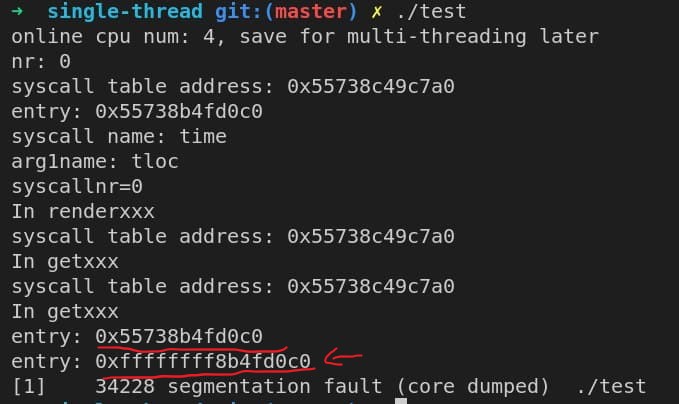 ➜  single-thread git:(master) ✗ ./test
online cpu num: 4, save for multi-threading later
nr: 0
syscall table address: 0x55738c49c7a0
entry: 0x55738b4fd0c0
syscall name: time
arg1name: tloc
syscallnr=0
In renderxxx
syscall table address: 0x55738c49c7a0
In getxxx
syscall table address: 0x55738c49c7a0
In getxxx
entry: 0x55738b4fd0c0
entry: 0xffffffff8b4fd0c0
[1]    34228 segmentation fault (core dumped)  ./test